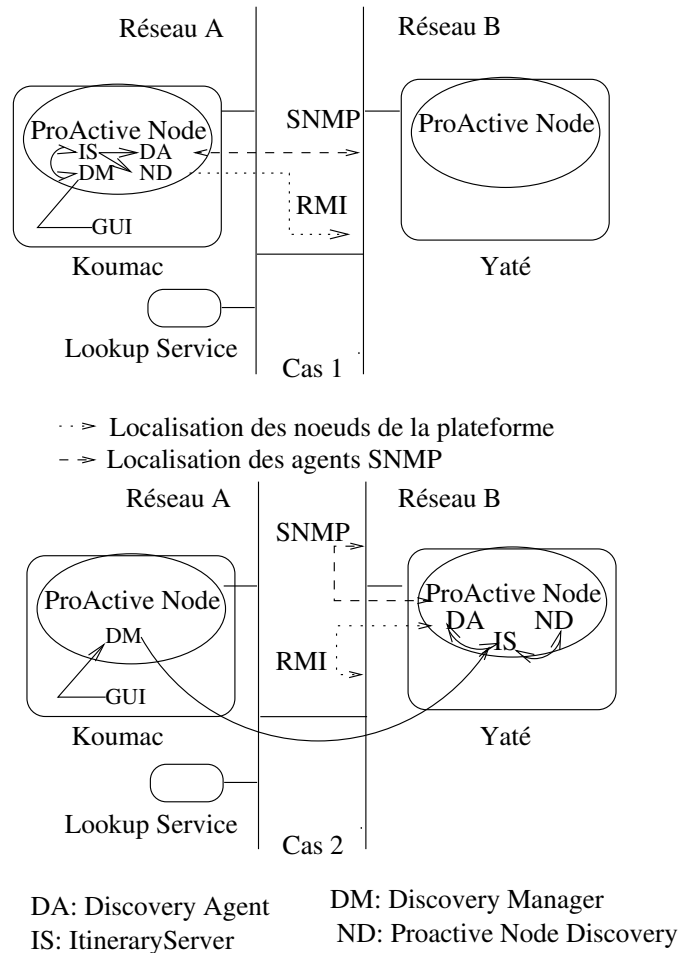 Réseau A
Réseau B
ProActive Node
IS
DA
DM
ND
GUI
SNMP
RMI
ProActive Node
Koumac
Yaté
Lookup Service
Cas 1
Localisation des noeuds de la plateforme
Localisation des agents SNMP
Réseau A
Réseau B
SNMP
ProActive Node
DM
GUI
RMI
ProActive Node
DA
ND
IS
Koumac
Yaté
Lookup Service
Cas 2
DA: Discovery Agent
DM: Discovery Manager
IS: ItineraryServer
ND: Proactive Node Discovery